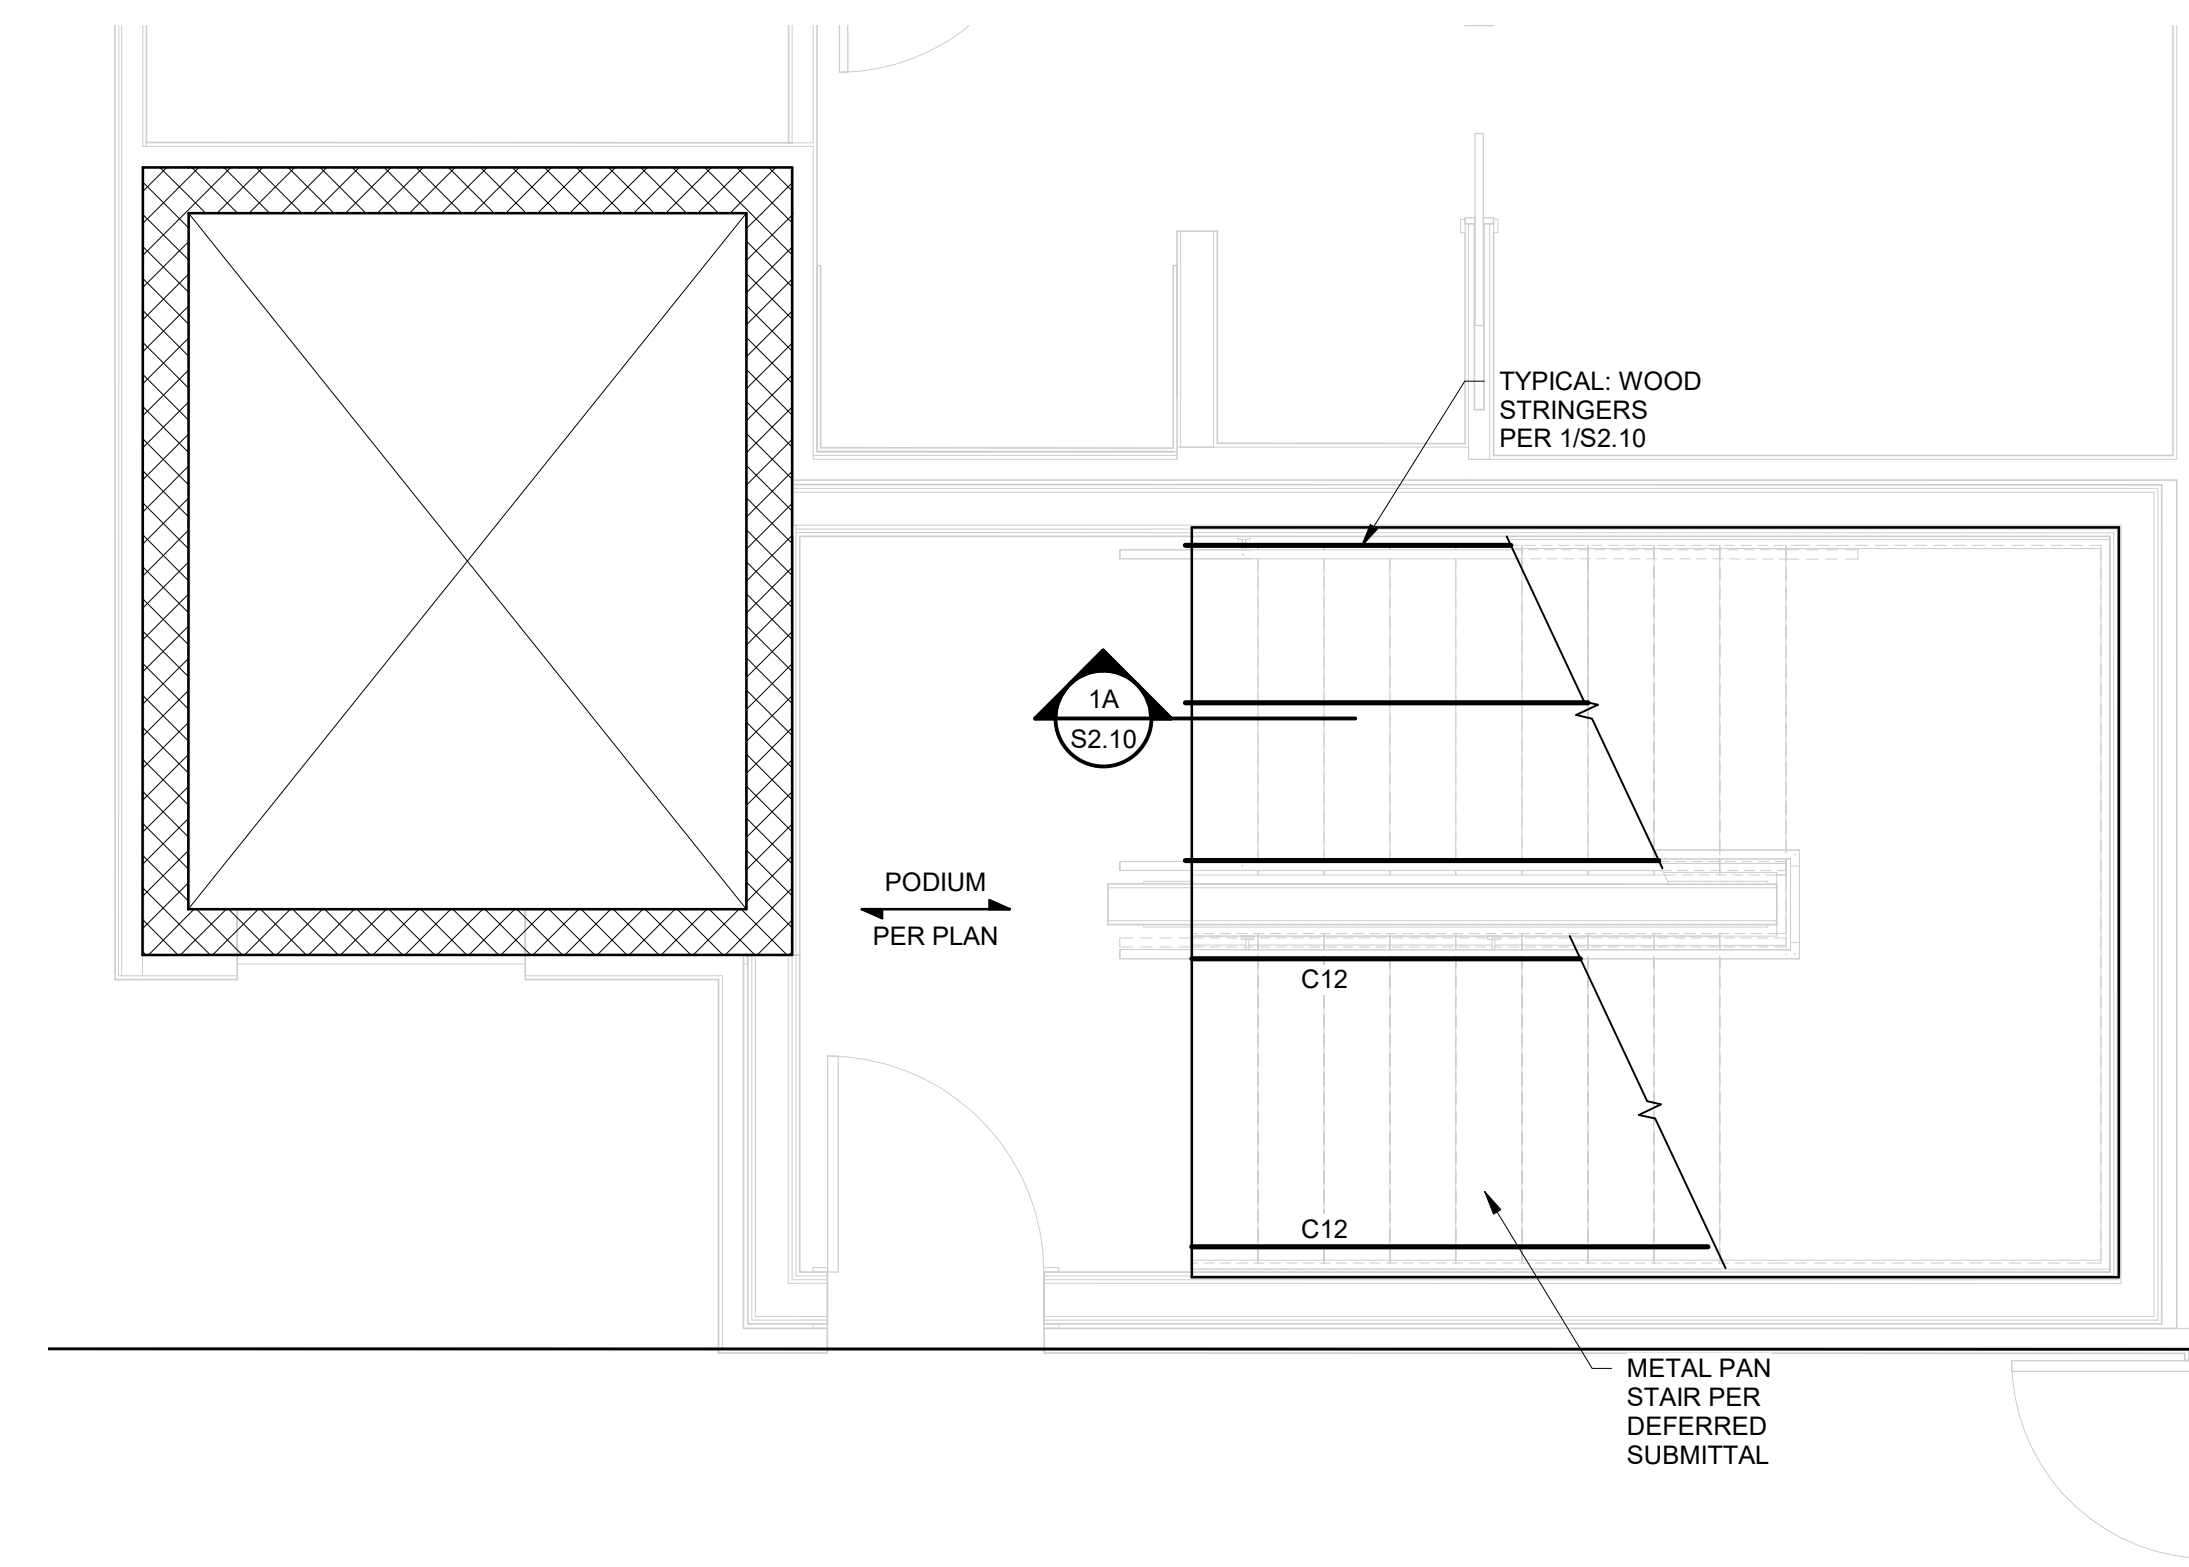 TYPICAL: WOOD
STRINGERS
PER 1/S2.10
1A
S2.10
PODIUM
PER PLAN
C12
C12
METAL PAN
STAIR PER
DEFERRED
SUBMITTAL